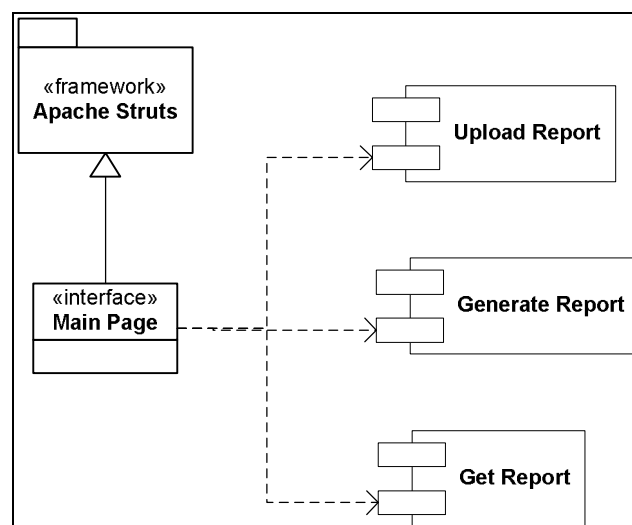 «framework»
Apache Struts
Upload Report
«interface»
Main Page
Generate Report
Get Report